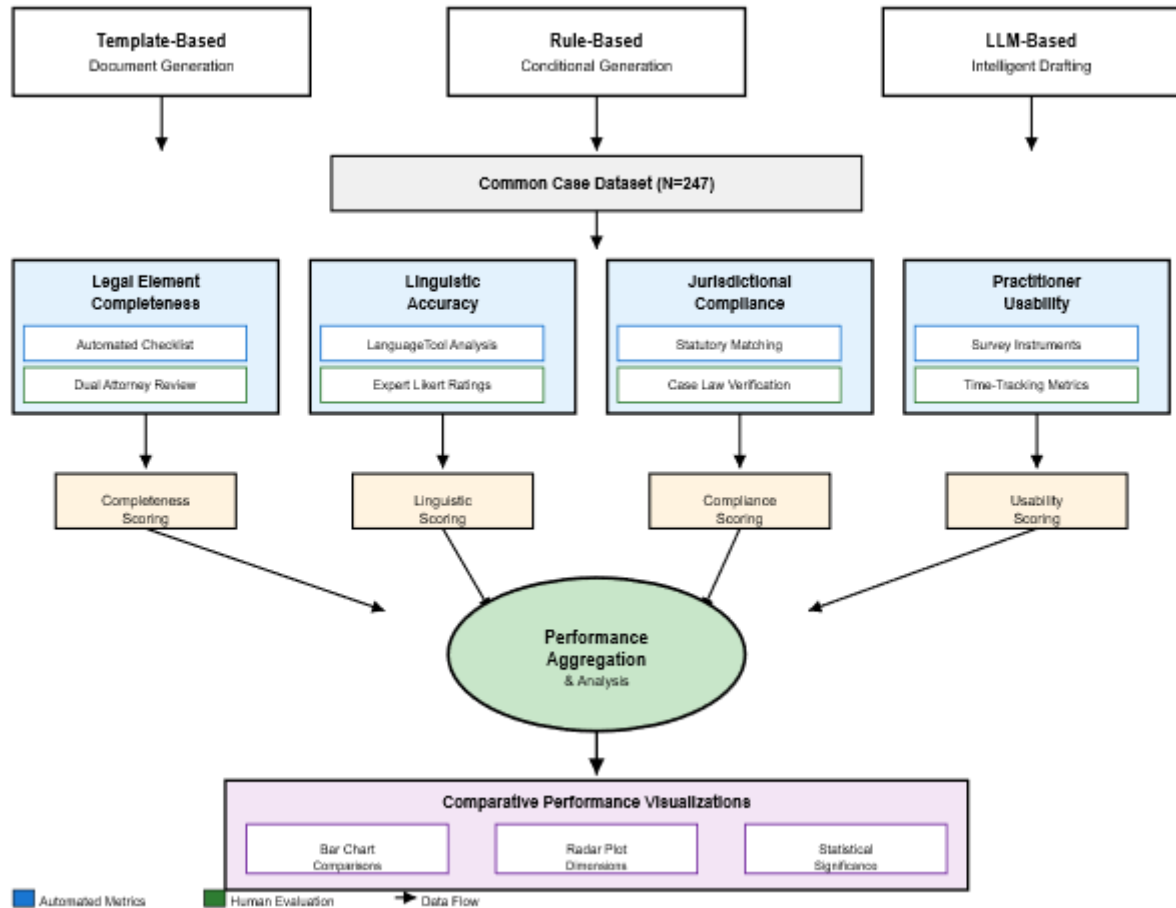 Template-Based
Document Generation
Rule-Based
Conditional Generation
LLM-Based
Intelligent Drafting
Common Case Dataset (N=247)
Legal Element
Completeness
Automated Checklist
Dual Attorney Review
Linguistic
Accuracy
LanguageTool Analysis
Expert Likert Ratings
Jurisdictional
Compliance
Statutory Matching
Case Law Verification
Practitioner
Usability
Survey Instruments
Time-Tracking Metrics
Completeness
Scoring
Linguistic
Scoring
Compliance
Scoring
Usability
Scoring
Performance
Aggregation
& Analysis
Comparative Performance Visualizations
Bar Chart
Comparisons
Radar Plot
Dimensions
Statistical
Significance
Automated Metrics
Human Evaluation
Data Flow